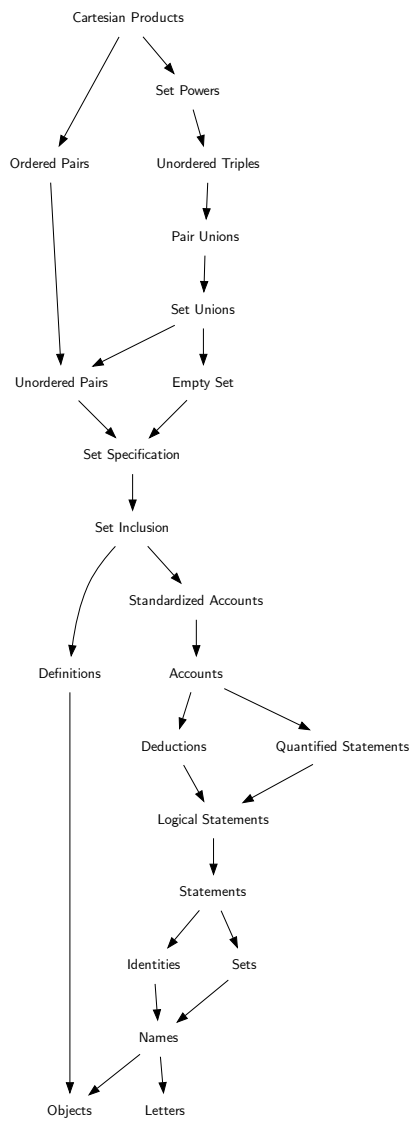 Cartesian Products
Set Powers
Ordered Pairs
Unordered Triples
Pair Unions
Set Unions
Unordered Pairs
Empty Set
Set Specification
Set Inclusion
Standardized Accounts
Definitions
Accounts
Deductions
Quantified Statements
Logical Statements
Statements
Identities
Sets
Names
Objects
Letters